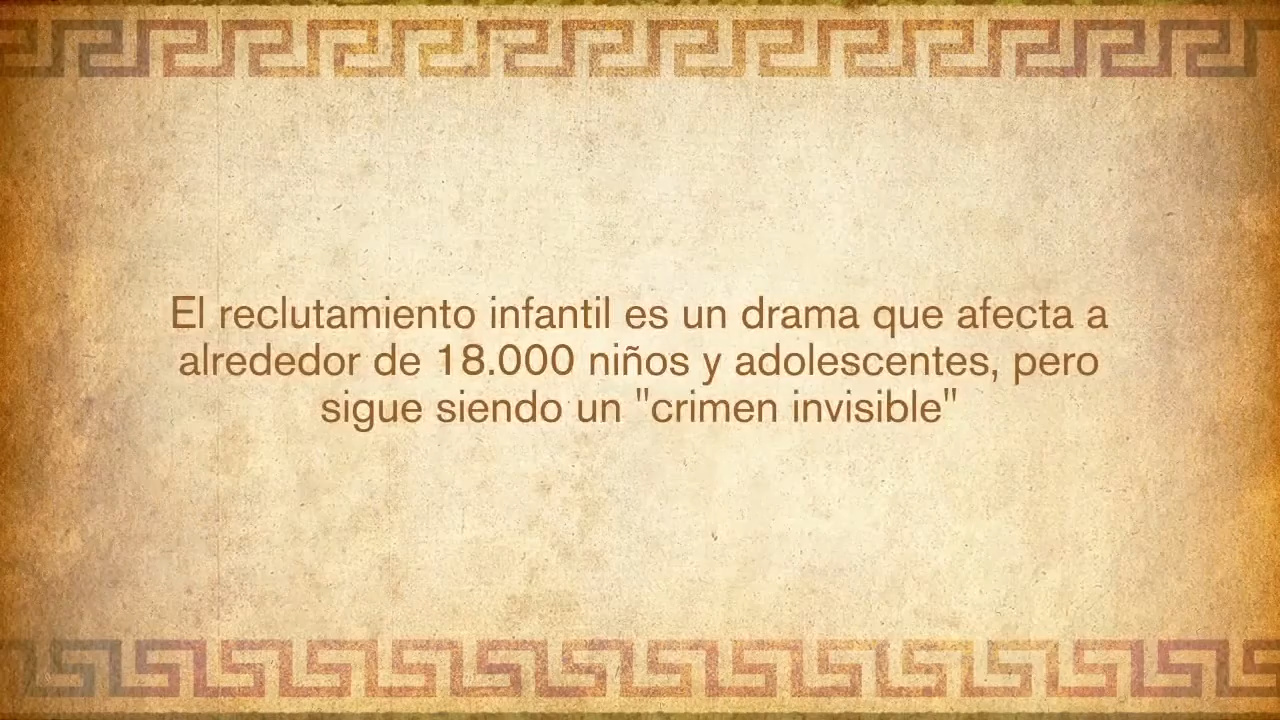 El reclutamiento infantil es un drama que afecta a
alrededor de 18.000 niños y adolescentes, pero
sigue siendo un "crimen invisible"